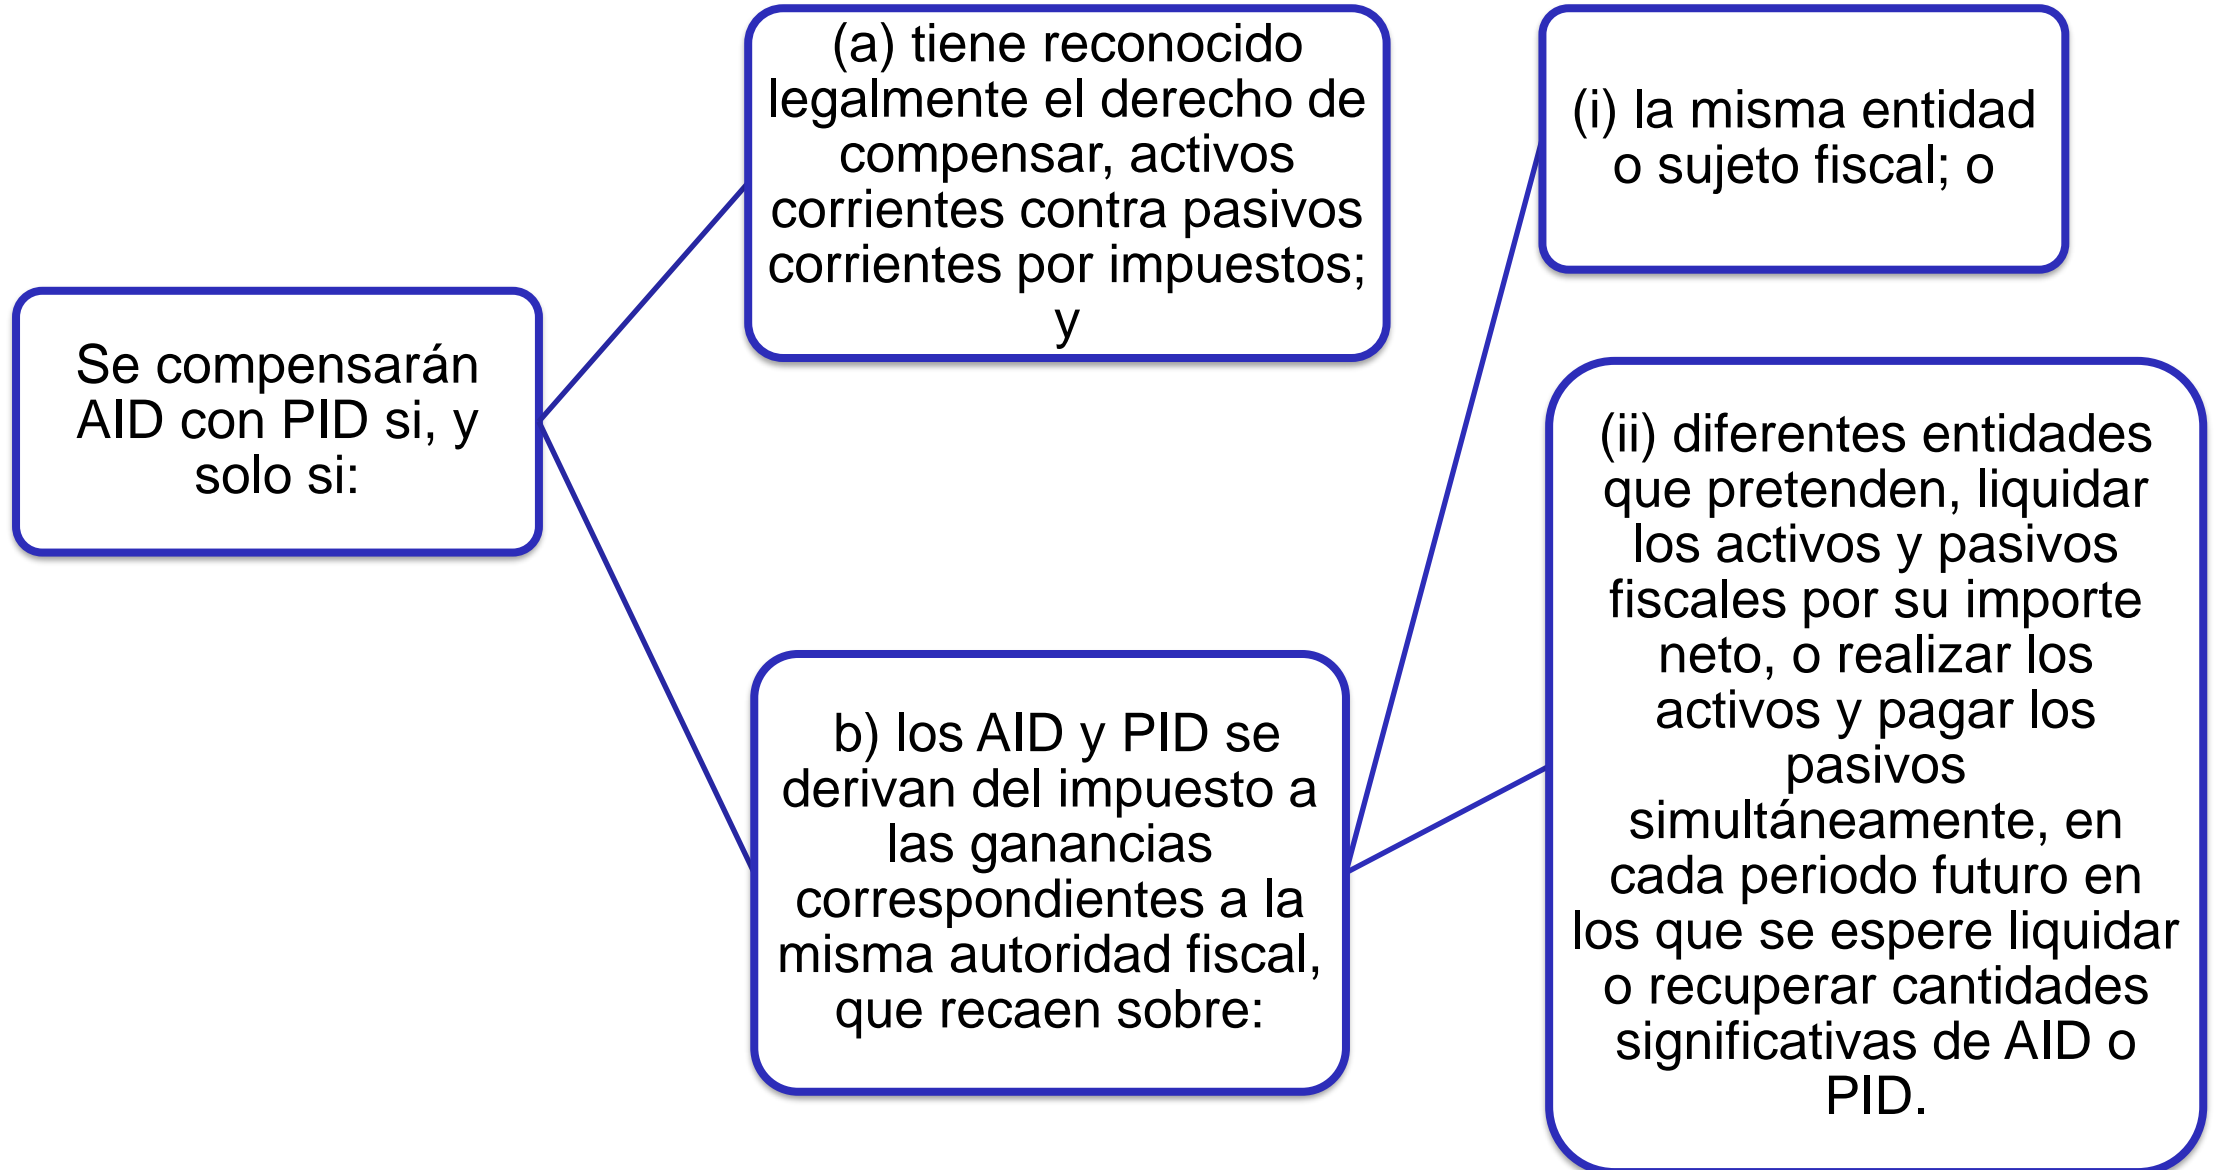 Se compensarán
AID con PID si, y
solo si:
(a) tiene reconocido
legalmente el derecho de
compensar, activos
corrientes contra pasivos
corrientes por impuestos;
y
b) los AID y PID se
derivan del impuesto a
las ganancias
correspondientes a la
misma autoridad fiscal,
que recaen sobre:
(i) la misma entidad
o sujeto fiscal; o
(ii) diferentes entidades
que pretenden, liquidar
los activos y pasivos
fiscales por su importe
neto, o realizar los
activos y pagar los
pasivos
simultáneamente, en
cada periodo futuro en
los que se espere liquidar
o recuperar cantidades
significativas de AID o
PID.